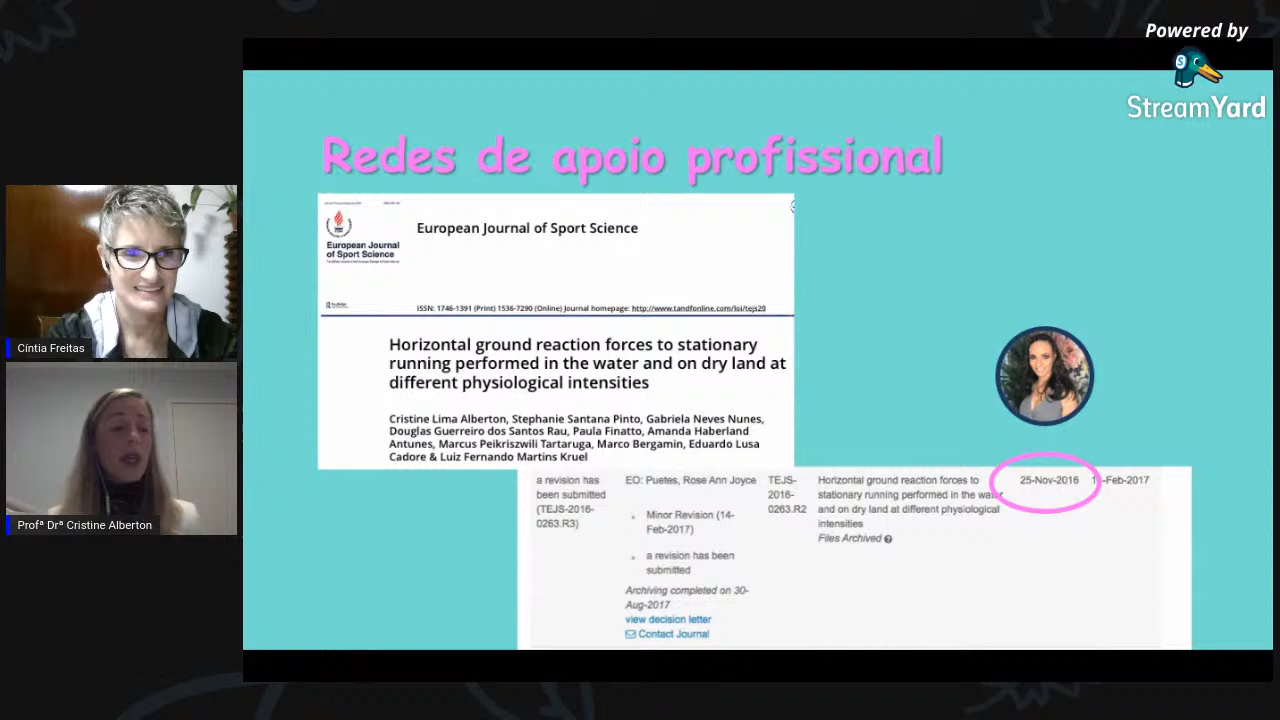 Powered by
StreamYard
Redes de apoio profissional
European Journal of Sport Science
European Journal
of Sport Science
ISSN: 1746-1391 (Print) 1536-7290 (Online) Journal homepage: http://www.tandfonline.com/loi/tejs20
Horizontal ground reaction forces to stationary
running performed in the water and on dry land at
different physiological intensities
Cristine Lima Alberton, Stephanie Santana Pinto, Gabriela Neves Nunes,
Douglas Guerreiro dos Santos Rau, Paula Finatto, Amanda Haberland
Antunes, Marcus Peikriszwili Tartaruga, Marco Bergamin, Eduardo Lusa
Cadore & Luiz Fernando Martins Kruel
a revision has
been submitted
(TEJS-2016-
0263.R3)
EO: Puetes, Rose Ann Joyce
Minor Revision (14-
Feb-2017)
a revision has been
submitted
Archiving completed on 30-
Aug-2017
view decision letter
Contact Journal
TEJS-
2016-
0263.R2
Horizontal ground reaction forces to
stationary running performed in the water
and on dry land at different physiological
intensities
Files Archived
25-Nov-2016
-Feb-2017
Cíntia Freitas
Profª Drª Cristine Alberton